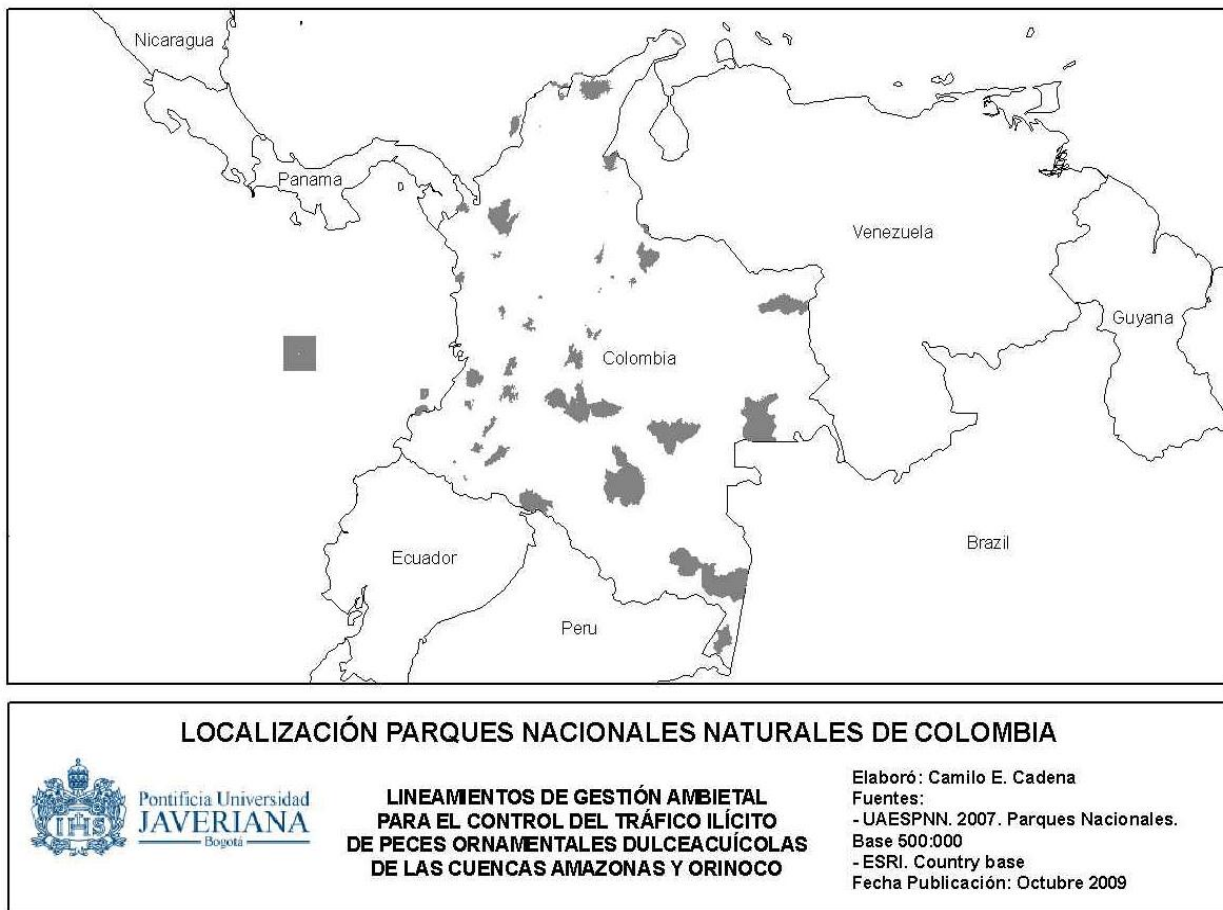 Nicaragua
Panama
Venezuela
Guyana
Colombia
Ecuador
Brazil
Peru
LOCALIZACIÓN PARQUES NACIONALES NATURALES DE COLOMBIA
Pontificia Universidad
JAVERIANA
Bogotá
IHS
LINEAMIENTOS DE GESTIÓN AMBIETAL
PARA EL CONTROL DEL TRÁFICO ILÍCITO
DE PECES ORNAMENTALES DULCEACUÍCOLAS
DE LAS CUENCAS AMAZONAS Y ORINOCO
Elaboró: Camilo E. Cadena
Fuentes:
- UAESPNN. 2007. Parques Nacionales.
Base 500:000
- ESRI. Country base
Fecha Publicación: Octubre 2009